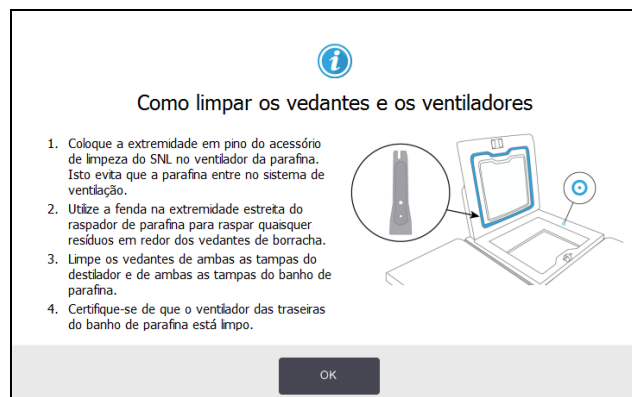 i
Como limpar os vedantes e os ventiladores
1. Coloque a extremidade em pino do acessório
de limpeza do SNL no ventilador da parafina.
Isto evita que a parafina entre no sistema de
ventilação.
2. Utilize a fenda na extremidade estreita do
raspador de parafina para raspar quaisquer
resíduos em redor dos vedantes de borracha.
3. Limpe os vedantes de ambas as tampas do
destilador e de ambas as tampas do banho de
parafina.
4. Certifique-se de que o ventilador das traseiras
do banho de parafina está limpo.
OK